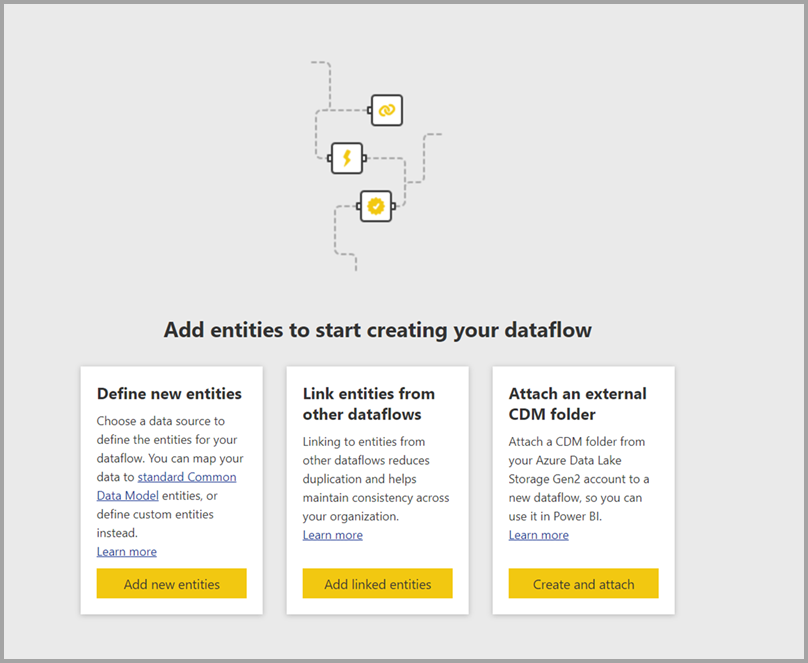 Add entities to start creating your dataflow
Define new entities
Choose a data source to
define the entities for your
dataflow. You can map your
data to standard Common
Data Model entities, or
define custom entities
instead.
Learn more
Add new entities
Link entities from
other dataflows
Linking to entities from
other dataflows reduces
duplication and helps
maintain consistency across
your organization.
Learn more
Add linked entities
Attach an external
CDM folder
Attach a CDM folder from
your Azure Data Lake
Storage Gen2 account to a
new dataflow, so you can
use it in Power BI.
Learn more
Create and attach